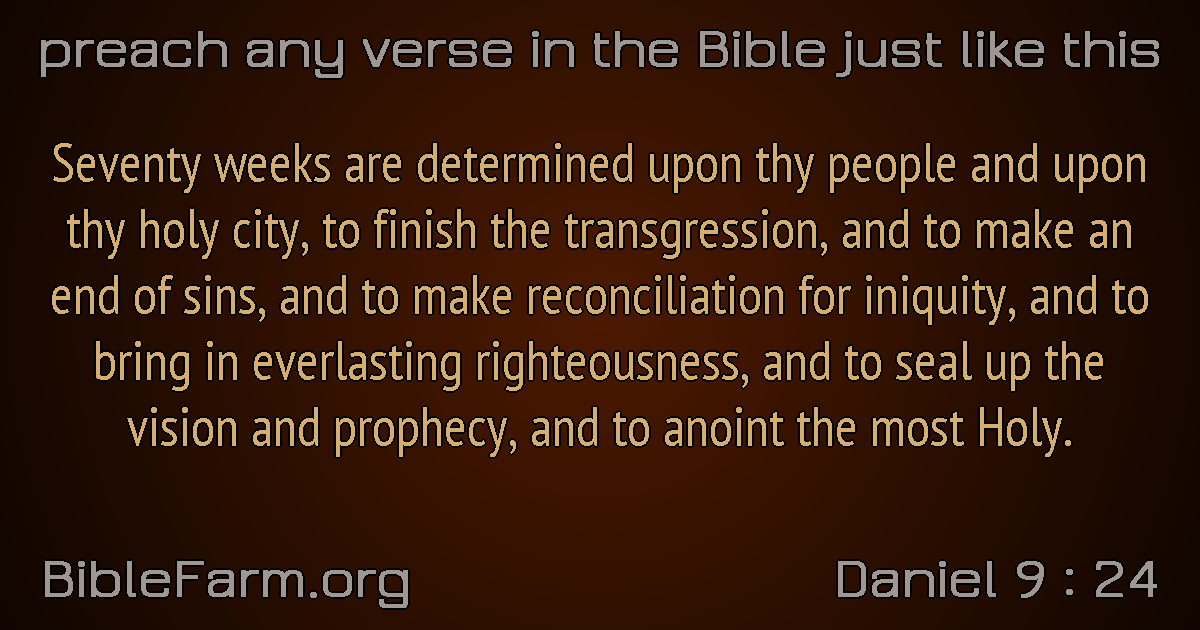 preach any verse in the Bible just like this
Seventy weeks are determined upon thy people and upon
thy holy city, to finish the transgression, and to make an
end of sins, and to make reconciliation for iniquity, and to
bring in everlasting righteousness, and to seal up the
vision and prophecy, and to anoint the most Holy.
BibleFarm.org
Daniel 9 : 24